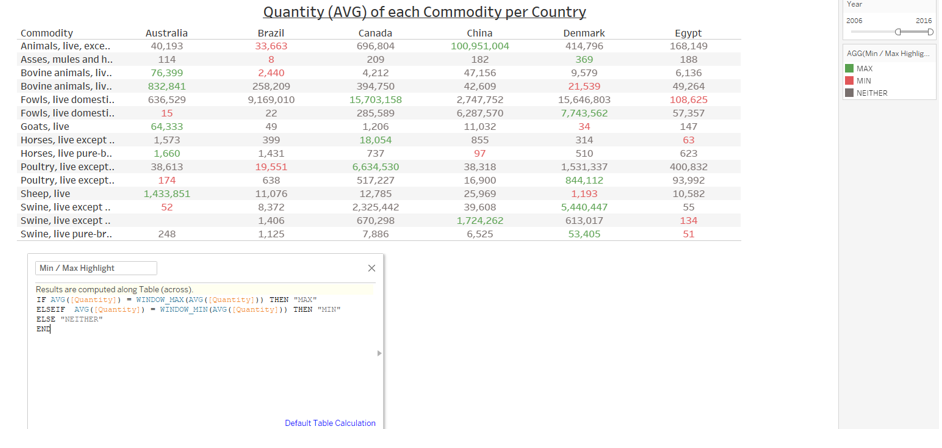 Quantity (AVG) of each Commodity per Country
Commodity Australia Brazil Canada China Denmark Egypt
Animals, live, exce.. 40,193 33,663 696,804 100,951,004 414,796 168,149
Asses, mules and h.. 114 8 209 182 369 188
Bovine animals, liv.. 76,399 2,440 4,212 47,156 9,579 6,136
Bovine animals, liv.. 832,841 258,209 394,750 42,609 21,539 49,264
Fowls, live domesti.. 636,529 9,169,010 15,703,158 2,747,752 15,646,803 108,625
Fowls, live domesti.. 15 22 285,589 6,287,570 7,743,562 57,357
Goats, live 64,333 49 1,206 11,032 34 147
Horses, live except .. 1,573 399 18,054 855 314 63
Horses, live pure-b.. 1,660 1,431 737 97 510 623
Poultry, live except.. 38,613 19,551 6,634,530 38,318 1,531,337 400,832
Poultry, live except.. 174 638 517,227 16,900 844,112 93,992
Sheep, live 1,433,851 11,076 12,785 25,969 1,193 10,582
Swine, live except .. 52 8,372 2,325,442 39,608 5,440,447 55
Swine, live except .. 1,406 670,298 1,724,262 613,017 134
Swine, live pure-br.. 248 1,125 7,886 6,525 53,405 51
Year
2006 2016
AGG(Min / Max Highlig...
MAX
MIN
NEITHER
Min / Max Highlight
Results are computed along Table (across).
IF AVG([Quantity]) = WINDOW_MAX(AVG([Quantity])) THEN "MAX"
ELSEIF AVG([Quantity]) = WINDOW_MIN(AVG([Quantity])) THEN "MIN"
ELSE "NEITHER"
END
Default Table Calculation